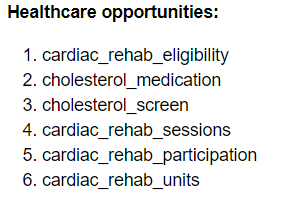 Healthcare opportunities:
1. cardiac_rehab_eligibility
2. cholesterol_medication
3. cholesterol_screen
4. cardiac_rehab_sessions
5. cardiac_rehab_participation
6. cardiac_rehab_units